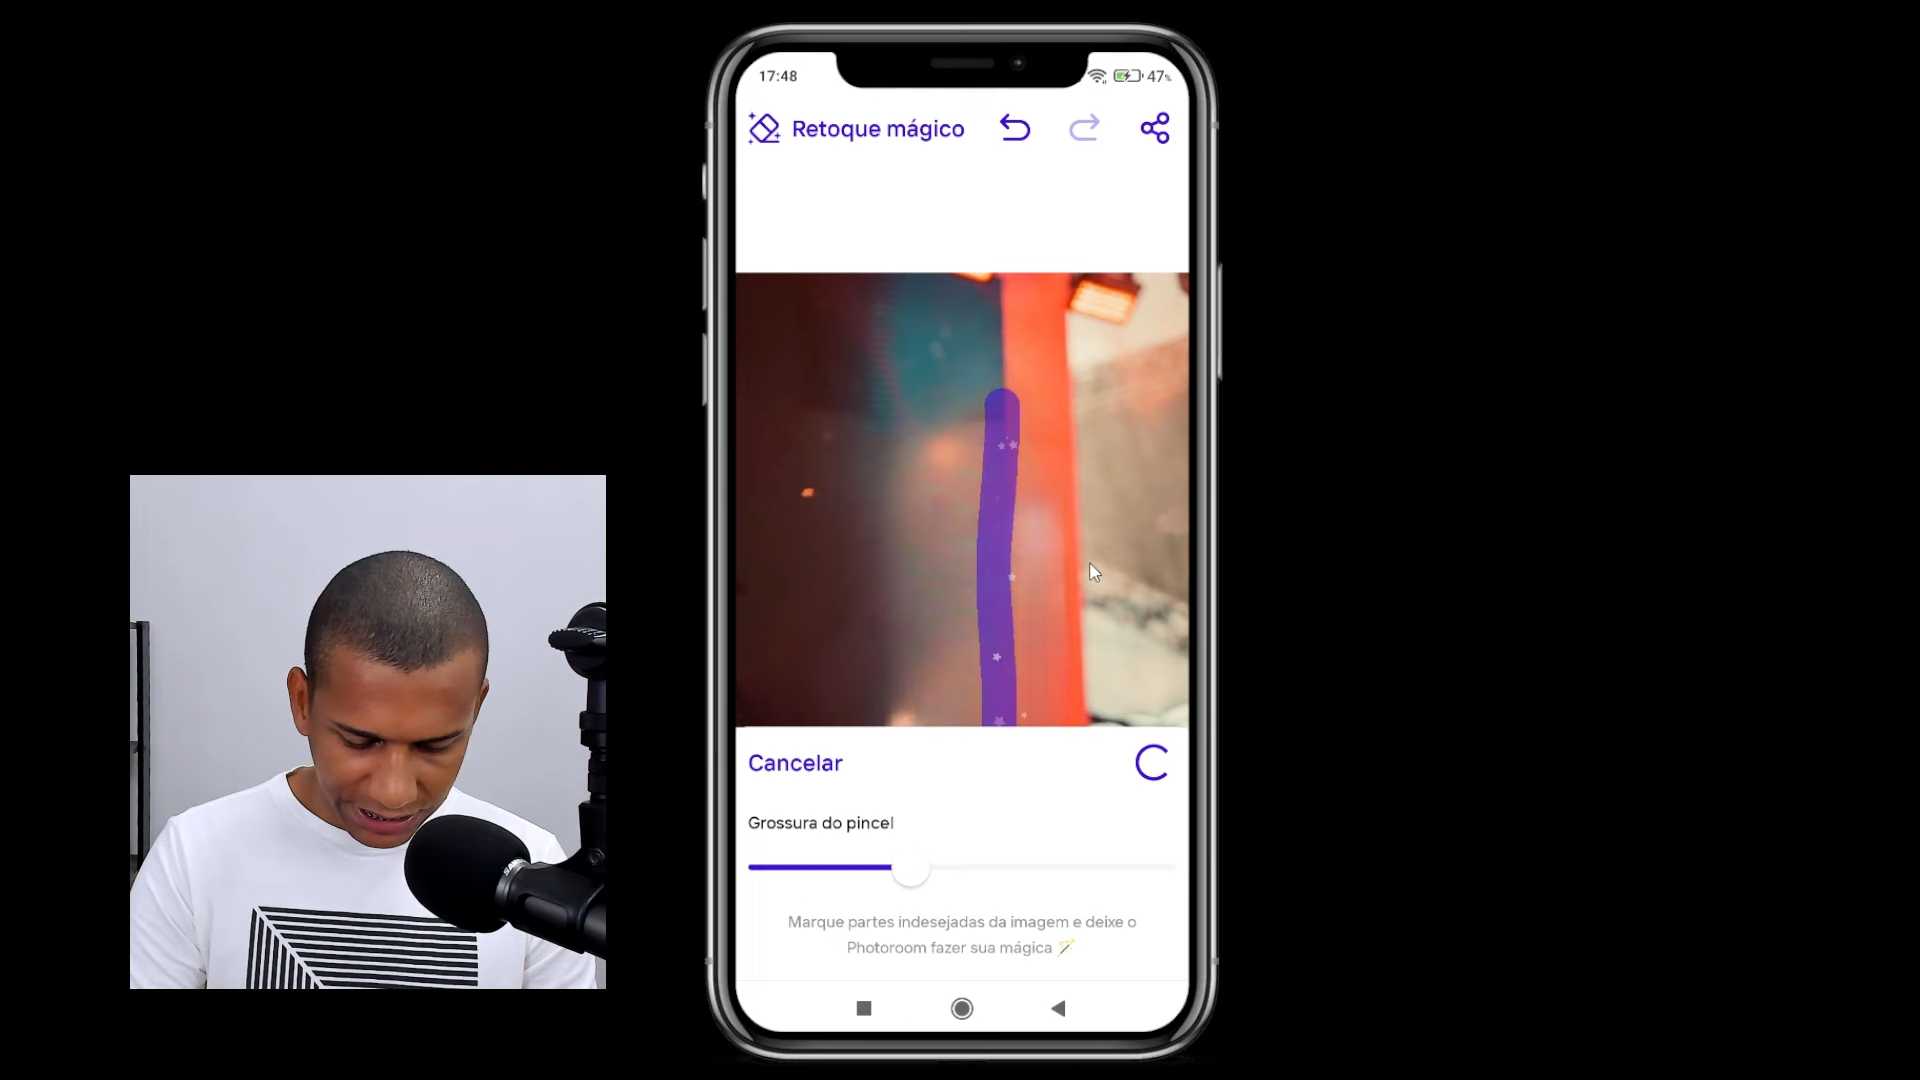 17:48
47%
Retoque mágico
Cancelar
Grossura do pincel
Marque partes indesejadas da imagem e deixe o
Photoroom fazer sua mágica